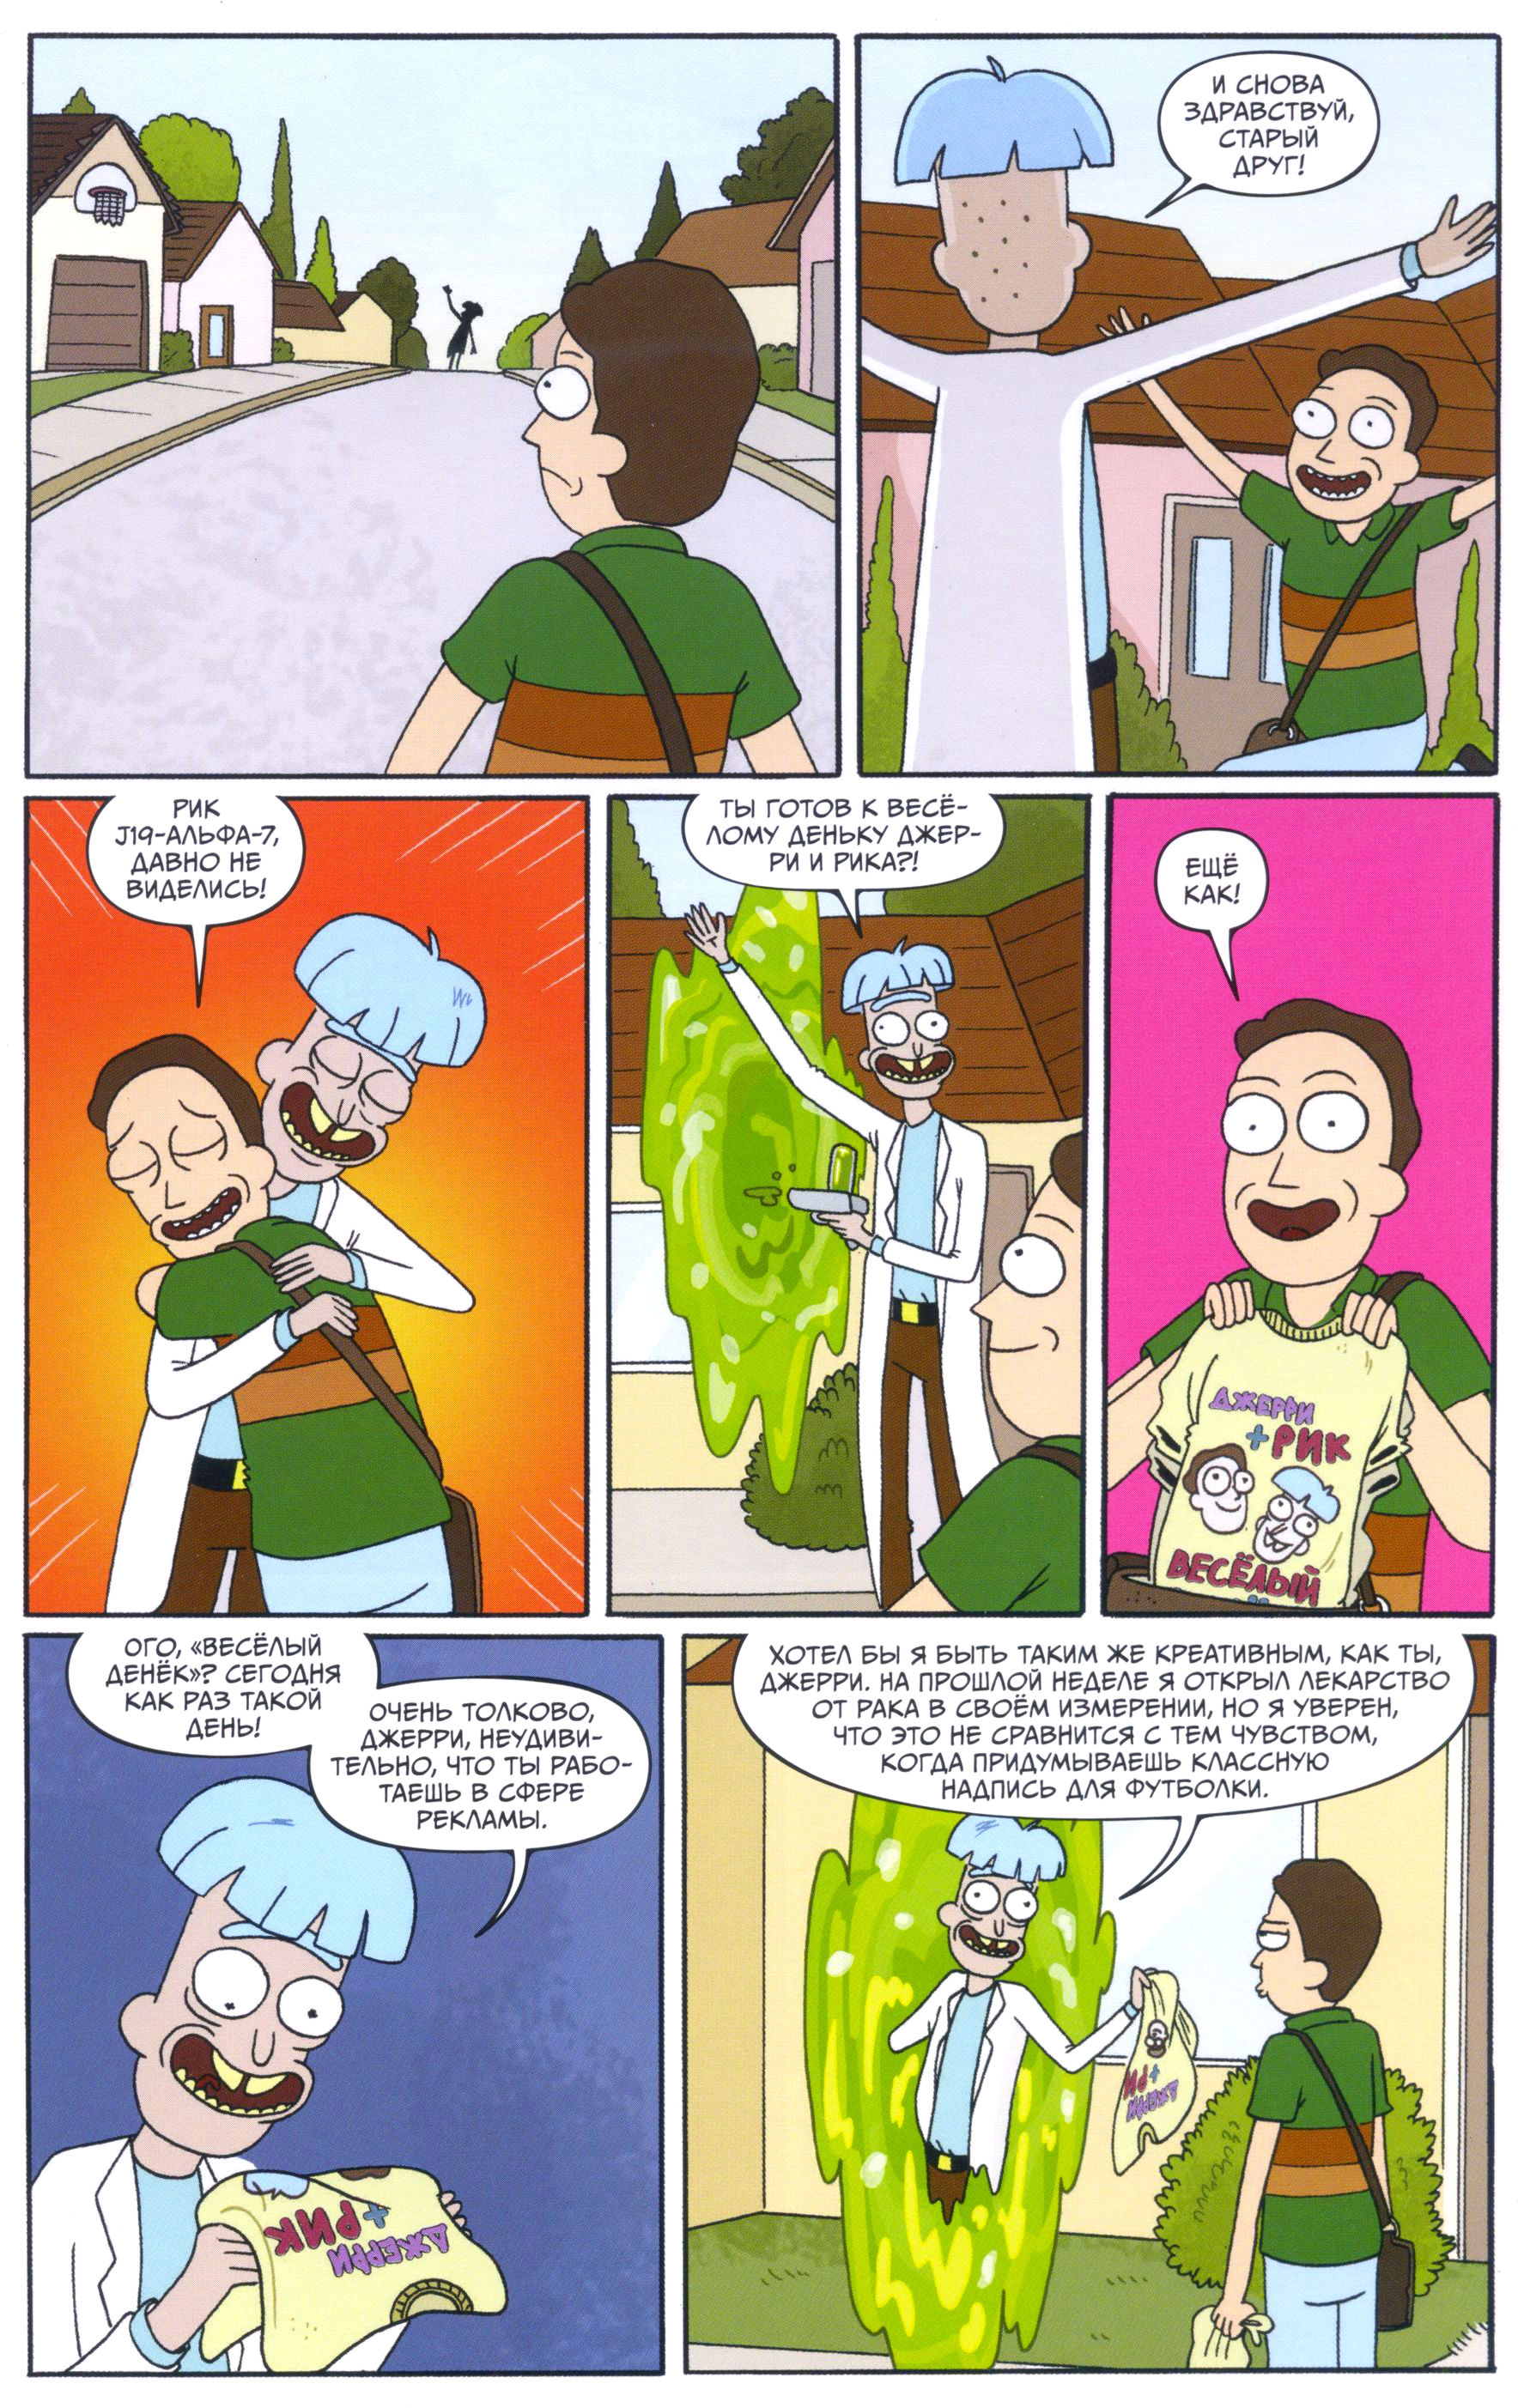 И СНОВА
ЗДРАВСТВУЙ,
СТАРЫЙ
ДРУГ!
РИК
J19-АЛЬФА-7,
ДАВНО НЕ
ВИДЕЛИСЬ!
ТЫ ГОТОВ К ВЕСЁ-
ЛОМУ ДЕНЬКУ ДЖЕР-
РИ И РИКА?!
ЕЩЁ
КАК!
ДЖЕРРИ
+РИК
ВЕСЁЛЫЙ
ОГО, «ВЕСЁЛЫЙ
ДЕНЁК»? СЕГОДНЯ
КАК РАЗ ТАКОЙ
ДЕНЬ!
ОЧЕНЬ ТОЛКОВО,
ДЖЕРРИ, НЕУДИВИ-
ТЕЛЬНО, ЧТО ТЫ РАБО-
ТАЕШЬ В СФЕРЕ
РЕКЛАМЫ.
ДЖЕРРИ
+РИК
ХОТЕЛ БЫ Я БЫТЬ ТАКИМ ЖЕ КРЕАТИВНЫМ, КАК ТЫ,
ДЖЕРРИ. НА ПРОШЛОЙ НЕДЕЛЕ Я ОТКРЫЛ ЛЕКАРСТВО
ОТ РАКА В СВОЁМ ИЗМЕРЕНИИ, НО Я УВЕРЕН,
ЧТО ЭТО НЕ СРАВНИТСЯ С ТЕМ ЧУВСТВОМ,
КОГДА ПРИДУМЫВАЕШЬ КЛАССНУЮ
НАДПИСЬ ДЛЯ ФУТБОЛКИ.
ДЖЕРРИ
+РИ